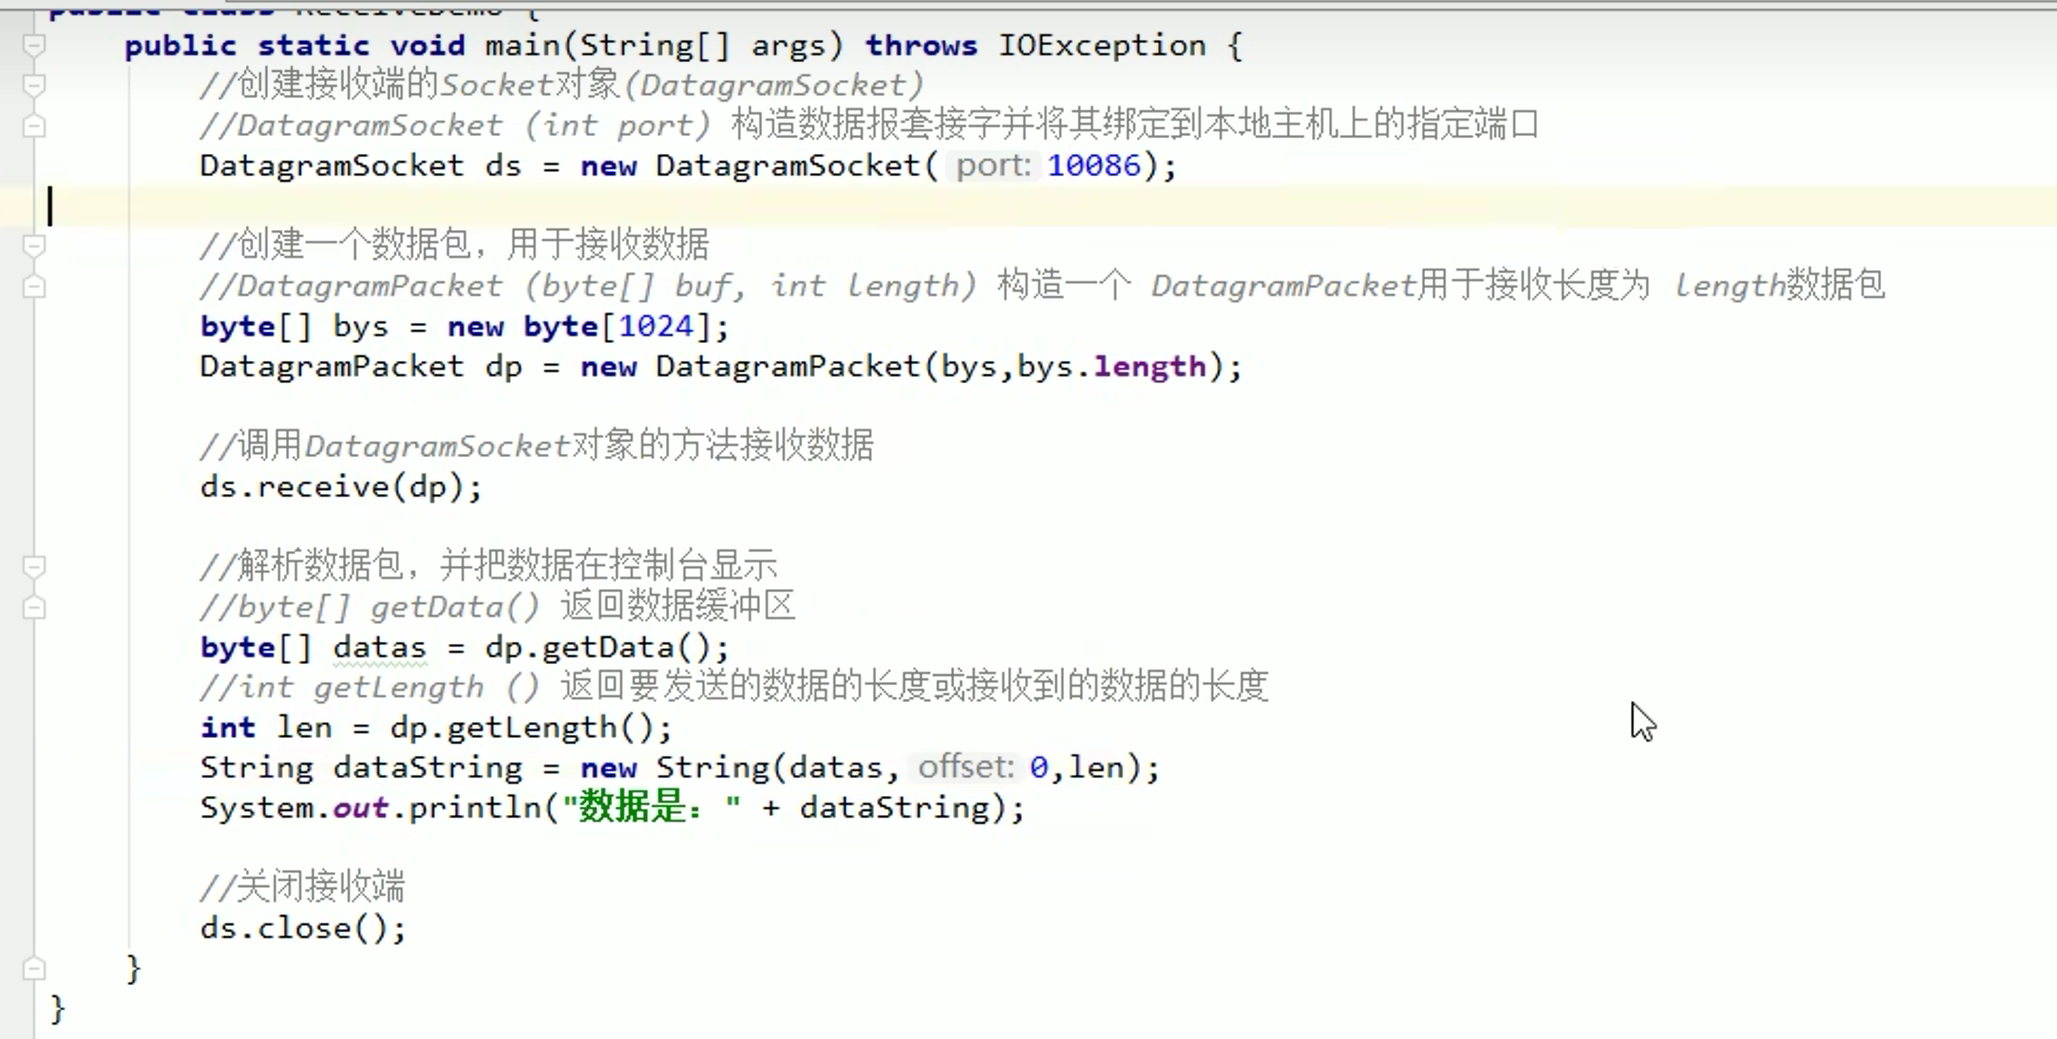 public class ReceiveDemo {
public static void main(String[] args) throws IOException {
//创建接收端的Socket对象(DatagramSocket)
//DatagramSocket (int port) 构造数据报套接字并将其绑定到本地主机上的指定端口
DatagramSocket ds = new DatagramSocket( port: 10086);
//创建一个数据包，用于接收数据
//DatagramPacket (byte[] buf, int length) 构造一个 DatagramPacket用于接收长度为 length数据包
byte[] bys = new byte[1024];
DatagramPacket dp = new DatagramPacket(bys,bys.length);
//调用DatagramSocket对象的方法接收数据
ds.receive(dp);
//解析数据包，并把数据在控制台显示
//byte[] getData() 返回数据缓冲区
byte[] datas = dp.getData();
//int getLength () 返回要发送的数据的长度或接收到的数据的长度
int len = dp.getLength();
String dataString = new String(datas, offset: 0,len);
System.out.println("数据是：" + dataString);
//关闭接收端
ds.close();
}
}